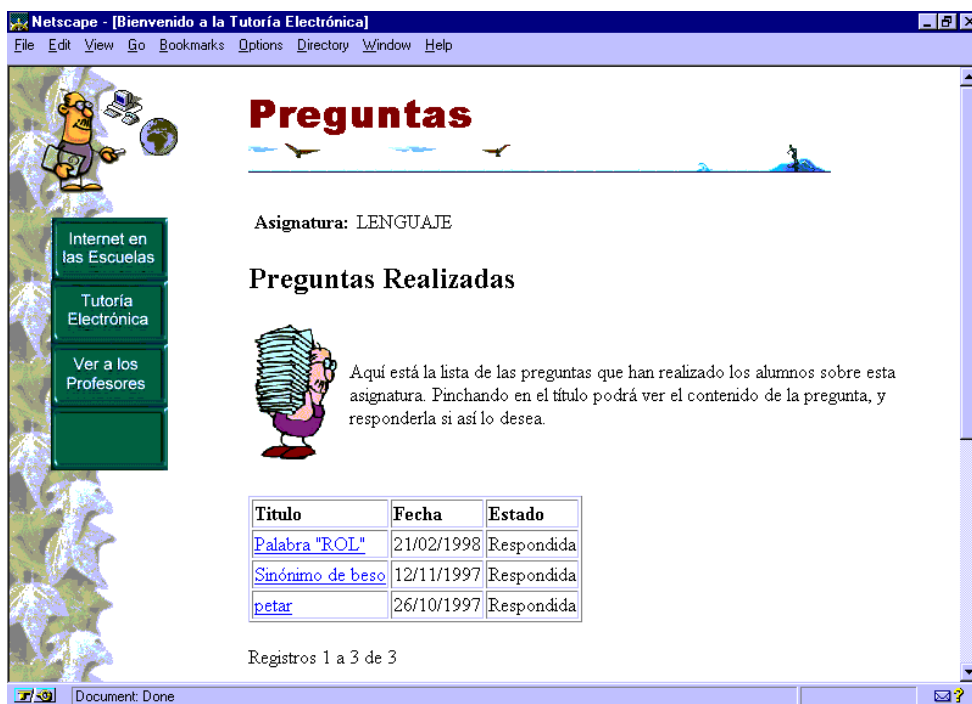 Netscape - [Bienvenido a la Tutoría Electrónica]
File Edit View Go Bookmarks Options Directory Window Help
Preguntas
Asignatura: LENGUAJE
Internet en
las Escuelas
Tutoría
Electrónica
Ver a los
Profesores
Preguntas Realizadas
Aquí está la lista de las preguntas que han realizado los alumnos sobre esta
asignatura. Pinchando en el título podrá ver el contenido de la pregunta, y
responderla si así lo desea.
Titulo Fecha Estado
Palabra "ROL" 21/02/1998 Respondida
Sinónimo de beso 12/11/1997 Respondida
petar 26/10/1997 Respondida
Registros 1 a 3 de 3
Document: Done